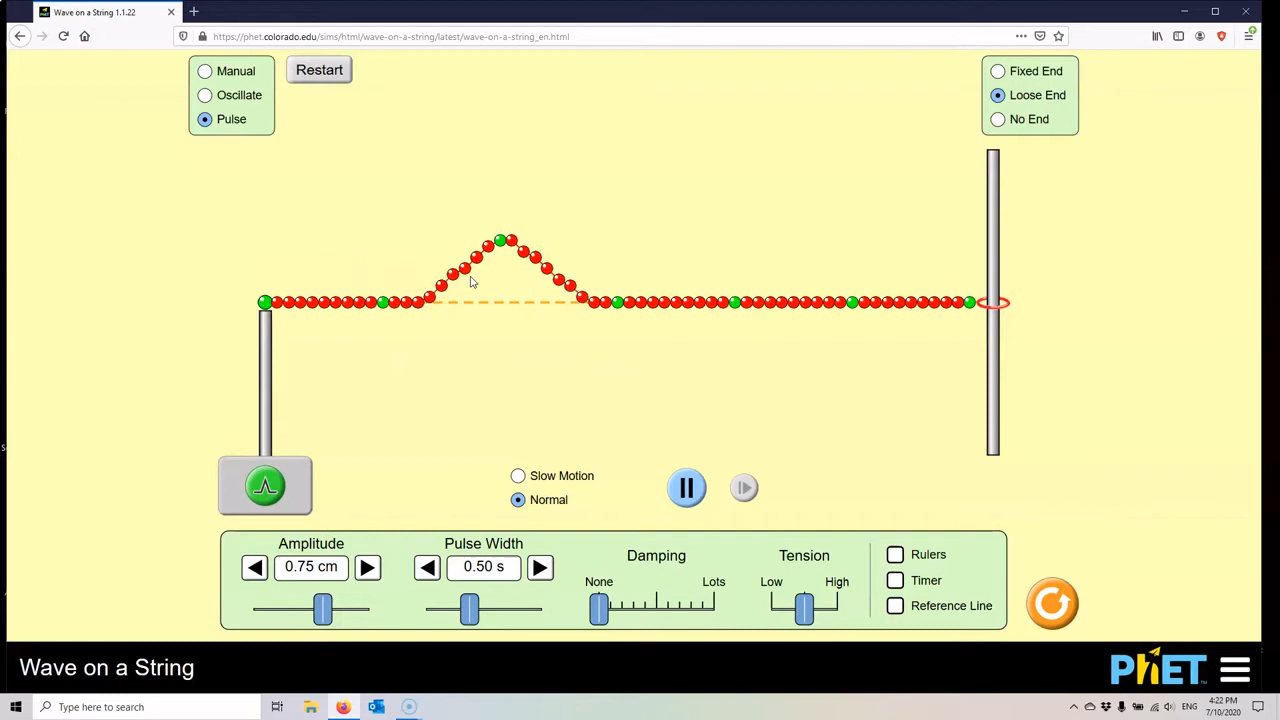 Wave on a String 1.1.22
https://phet.colorado.edu/sims/html/wave-on-a-string/latest/wave-on-a-string_en.html
Manual
Oscillate
Pulse
Restart
Fixed End
Loose End
No End
Slow Motion
Normal
Amplitude
0.75 cm
Pulse Width
0.50 s
Damping
None
Lots
Tension
Low
High
Rulers
Timer
Reference Line
Wave on a String
PhET
Type here to search
ENG
4:22 PM
7/10/2020